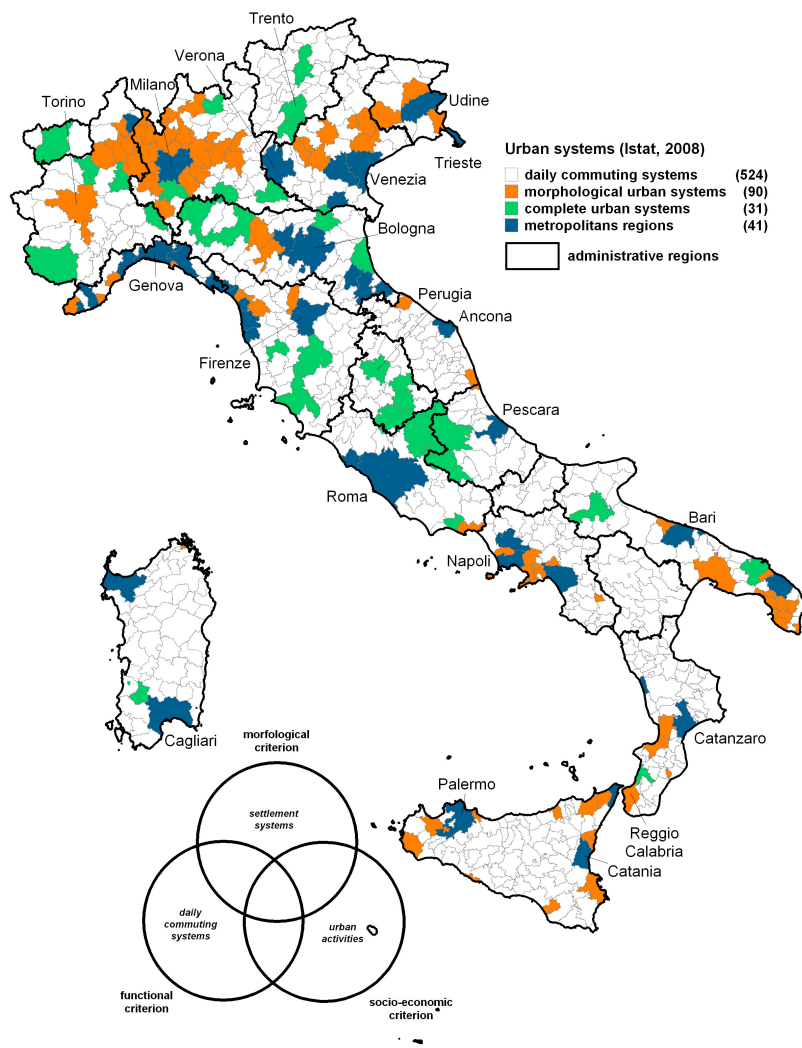 Trento
Verona
Milano
Torino
Udine
Trieste
Venezia
Urban systems (Istat, 2008)
daily commuting systems (524)
morphological urban systems (90)
complete urban systems (31)
metropolitans regions (41)
administrative regions
Bologna
Genova
Perugia
Ancona
Firenze
Pescara
Roma
Bari
Napoli
Cagliari
Catanzaro
Palermo
Reggio
Calabria
Catania
morfological
criterion
settlement
systems
daily
commuting
systems
urban
activities
functional
criterion
socio-economic
criterion